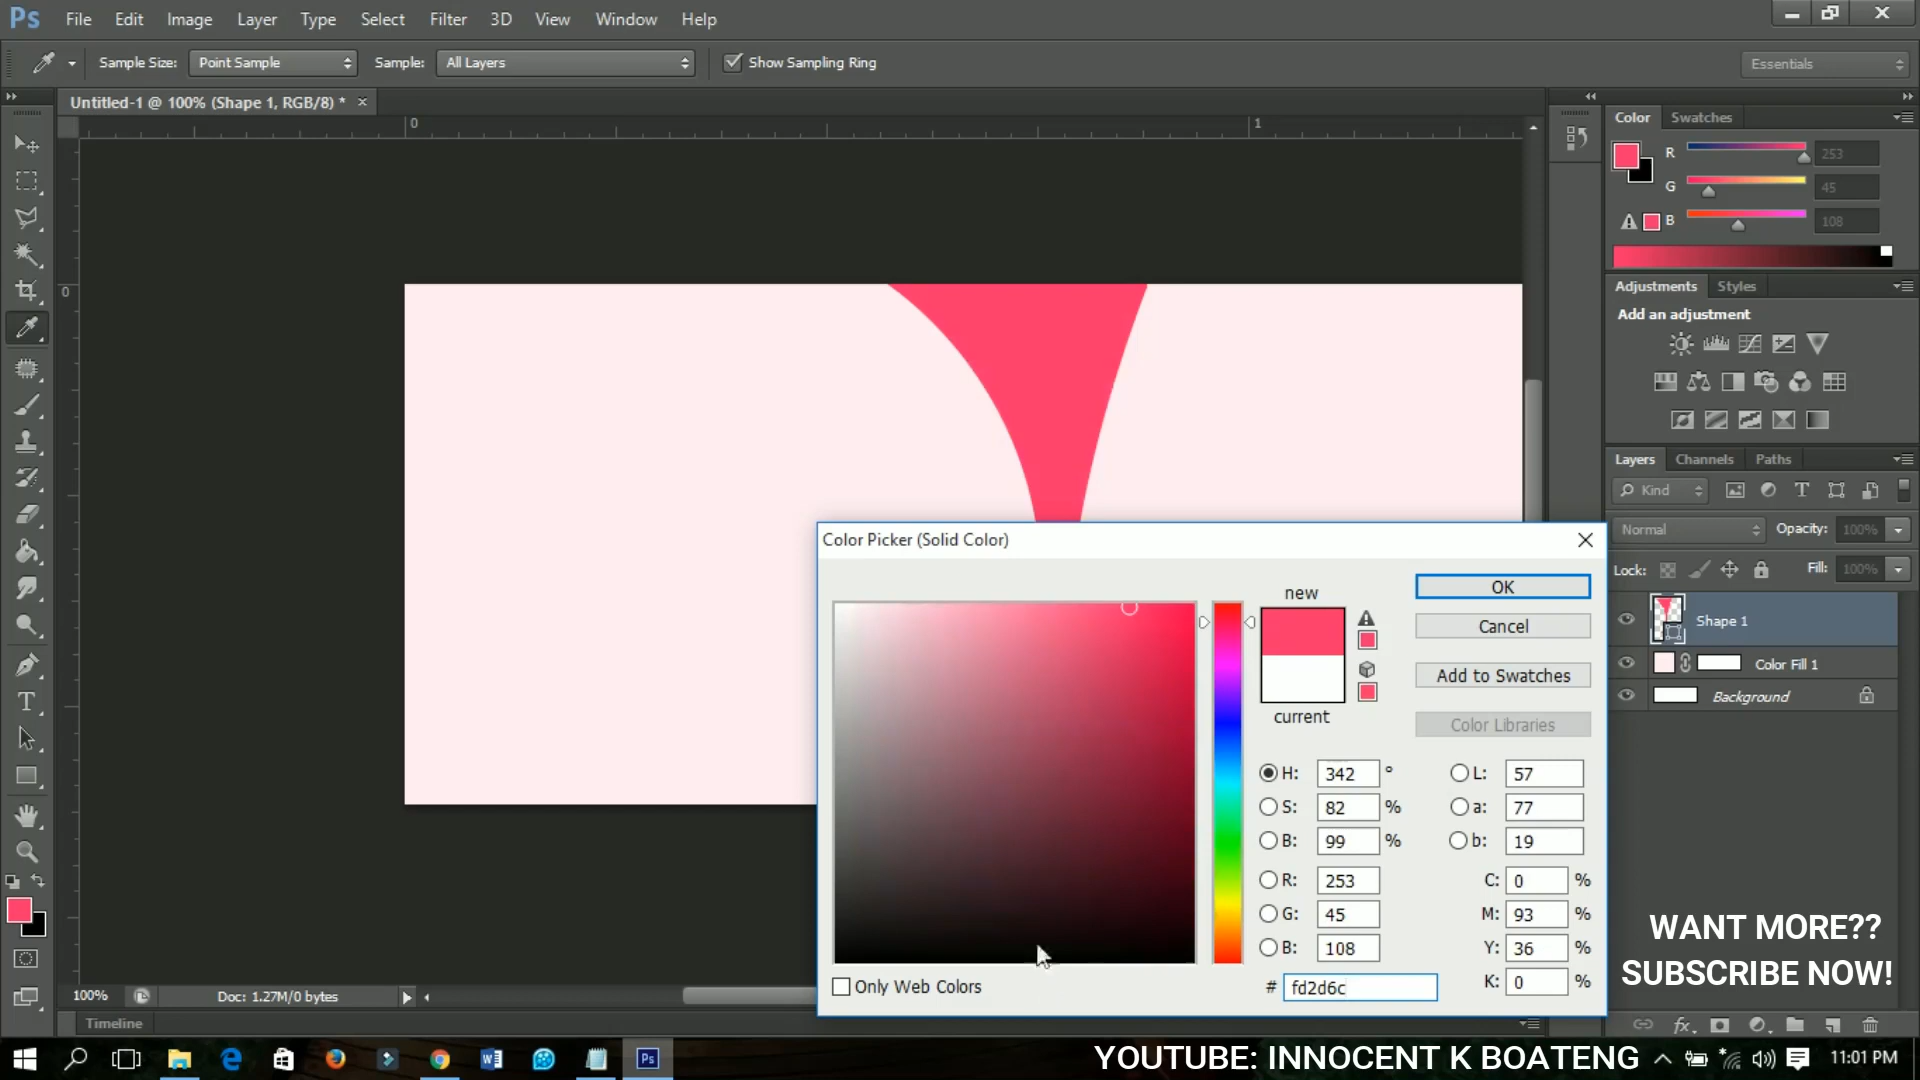 Ps File Edit Image Layer Type Select Filter 3D View Window Help
Sample Size: Point Sample Sample: All Layers Show Sampling Ring Essentials
Untitled-1 @ 100% (Shape 1, RGB/8) * ×
0 1
0
Color Swatches
R 253
G 45
B 108
Adjustments Styles
Add an adjustment
Layers Channels Paths
Kind
Normal Opacity: 100%
Lock: Fill: 100%
Shape 1
Color Fill 1
Background
Color Picker (Solid Color)
new
current
OK
Cancel
Add to Swatches
Color Libraries
H: 342 °
S: 82 %
B: 99 %
R: 253
G: 45
B: 108
# fd2d6c
L: 57
a: 77
b: 19
C: 0 %
M: 93 %
Y: 36 %
K: 0 %
Only Web Colors
WANT MORE??
SUBSCRIBE NOW!
100% Doc: 1.27M/0 bytes
Timeline
fx
Ps
YOUTUBE: INNOCENT K BOATENG
11:01 PM